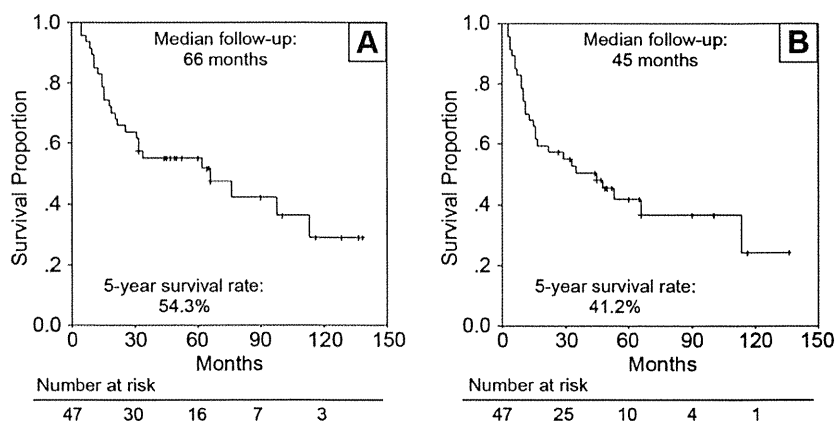 A
Median follow-up:
66 months
1.0
.8
.6
.4
.2
0.0
Survival Proportion
5-year survival rate:
54.3%
0 30 60 90 120 150
Months
Number at risk
47 30 16 7 3
B
Median follow-up:
45 months
1.0
.8
.6
.4
.2
0.0
Survival Proportion
5-year survival rate:
41.2%
0 30 60 90 120 150
Months
Number at risk
47 25 10 4 1